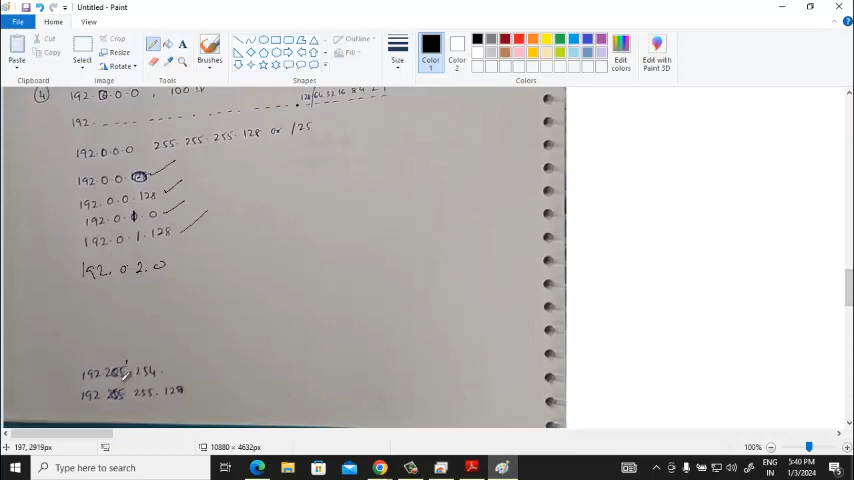 Untitled - Paint
File Home View
Cut
Copy
Paste
Clipboard
Select
Crop
Resize
Rotate
Image
Tools
Brushes
Shapes
Outline
Fill
Size
Color 1
Color 2
Colors
Edit colors
Edit with Paint 3D
4 192.0.0.0 , 100 IP
192. 128 64 32 16 8 4 2 1
192.0.0.0 255.255.255.128 or /25
192.0.0.
192.0.0.128
192.0. .0
192.0.1.128
192.0 2.0
192. .254.
192. 255.128
197, 2919px
10880 × 4632px
100%
Type here to search
ENG
IN
5:40 PM
1/3/2024